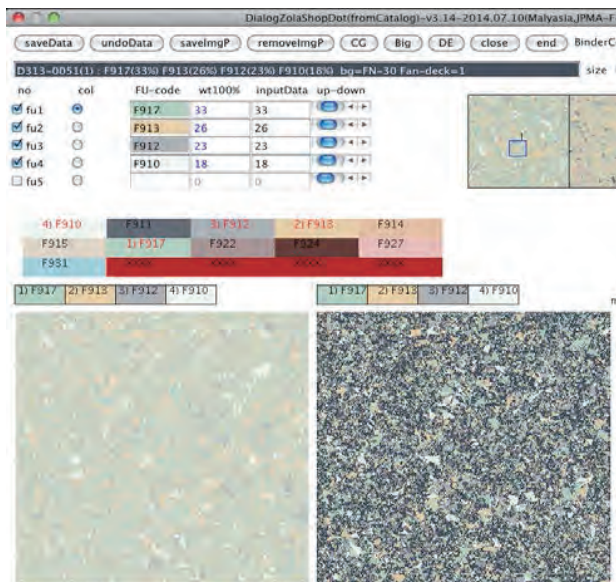 DialogZolaShopDot(fromCatalog)-v3.14-2014.07.10(Malyasia,JPMA-F
saveData undoData saveImgP removeImgP CG Big DE close end BinderC
D313-0051(1) : F917(33%) F913(26%) F912(23%) F910(18%) bg=FN-30 Fan-deck=1 size
no col FU-code wt100% inputData up-down
fu1 F917 33 33
fu2 F913 26 26
fu3 F912 23 23
fu4 F910 18 18
fu5 0 0
4) F910 F911 3) F912 2) F913 F914
F915 1) F917 F922 F924 F927
F931
1) F917 2) F913 3) F912 4) F910 1) F917 2) F913 3) F912 4) F910